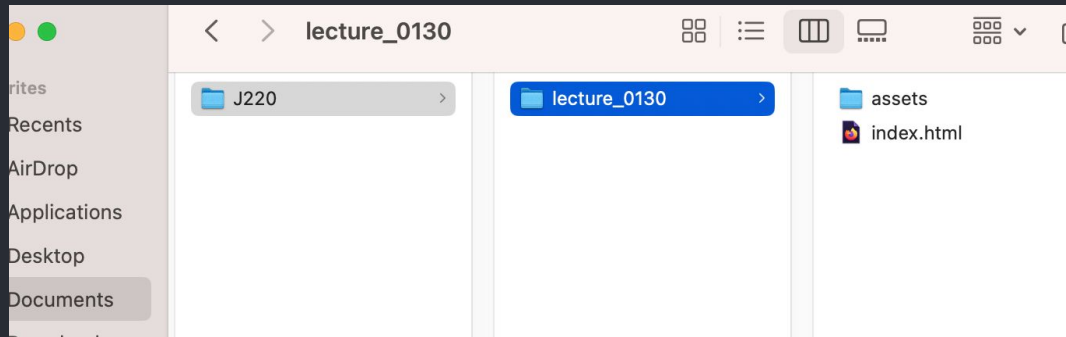 lecture_0130
rites
Recents
AirDrop
Applications
Desktop
Documents
J220
lecture_0130
assets
index.html